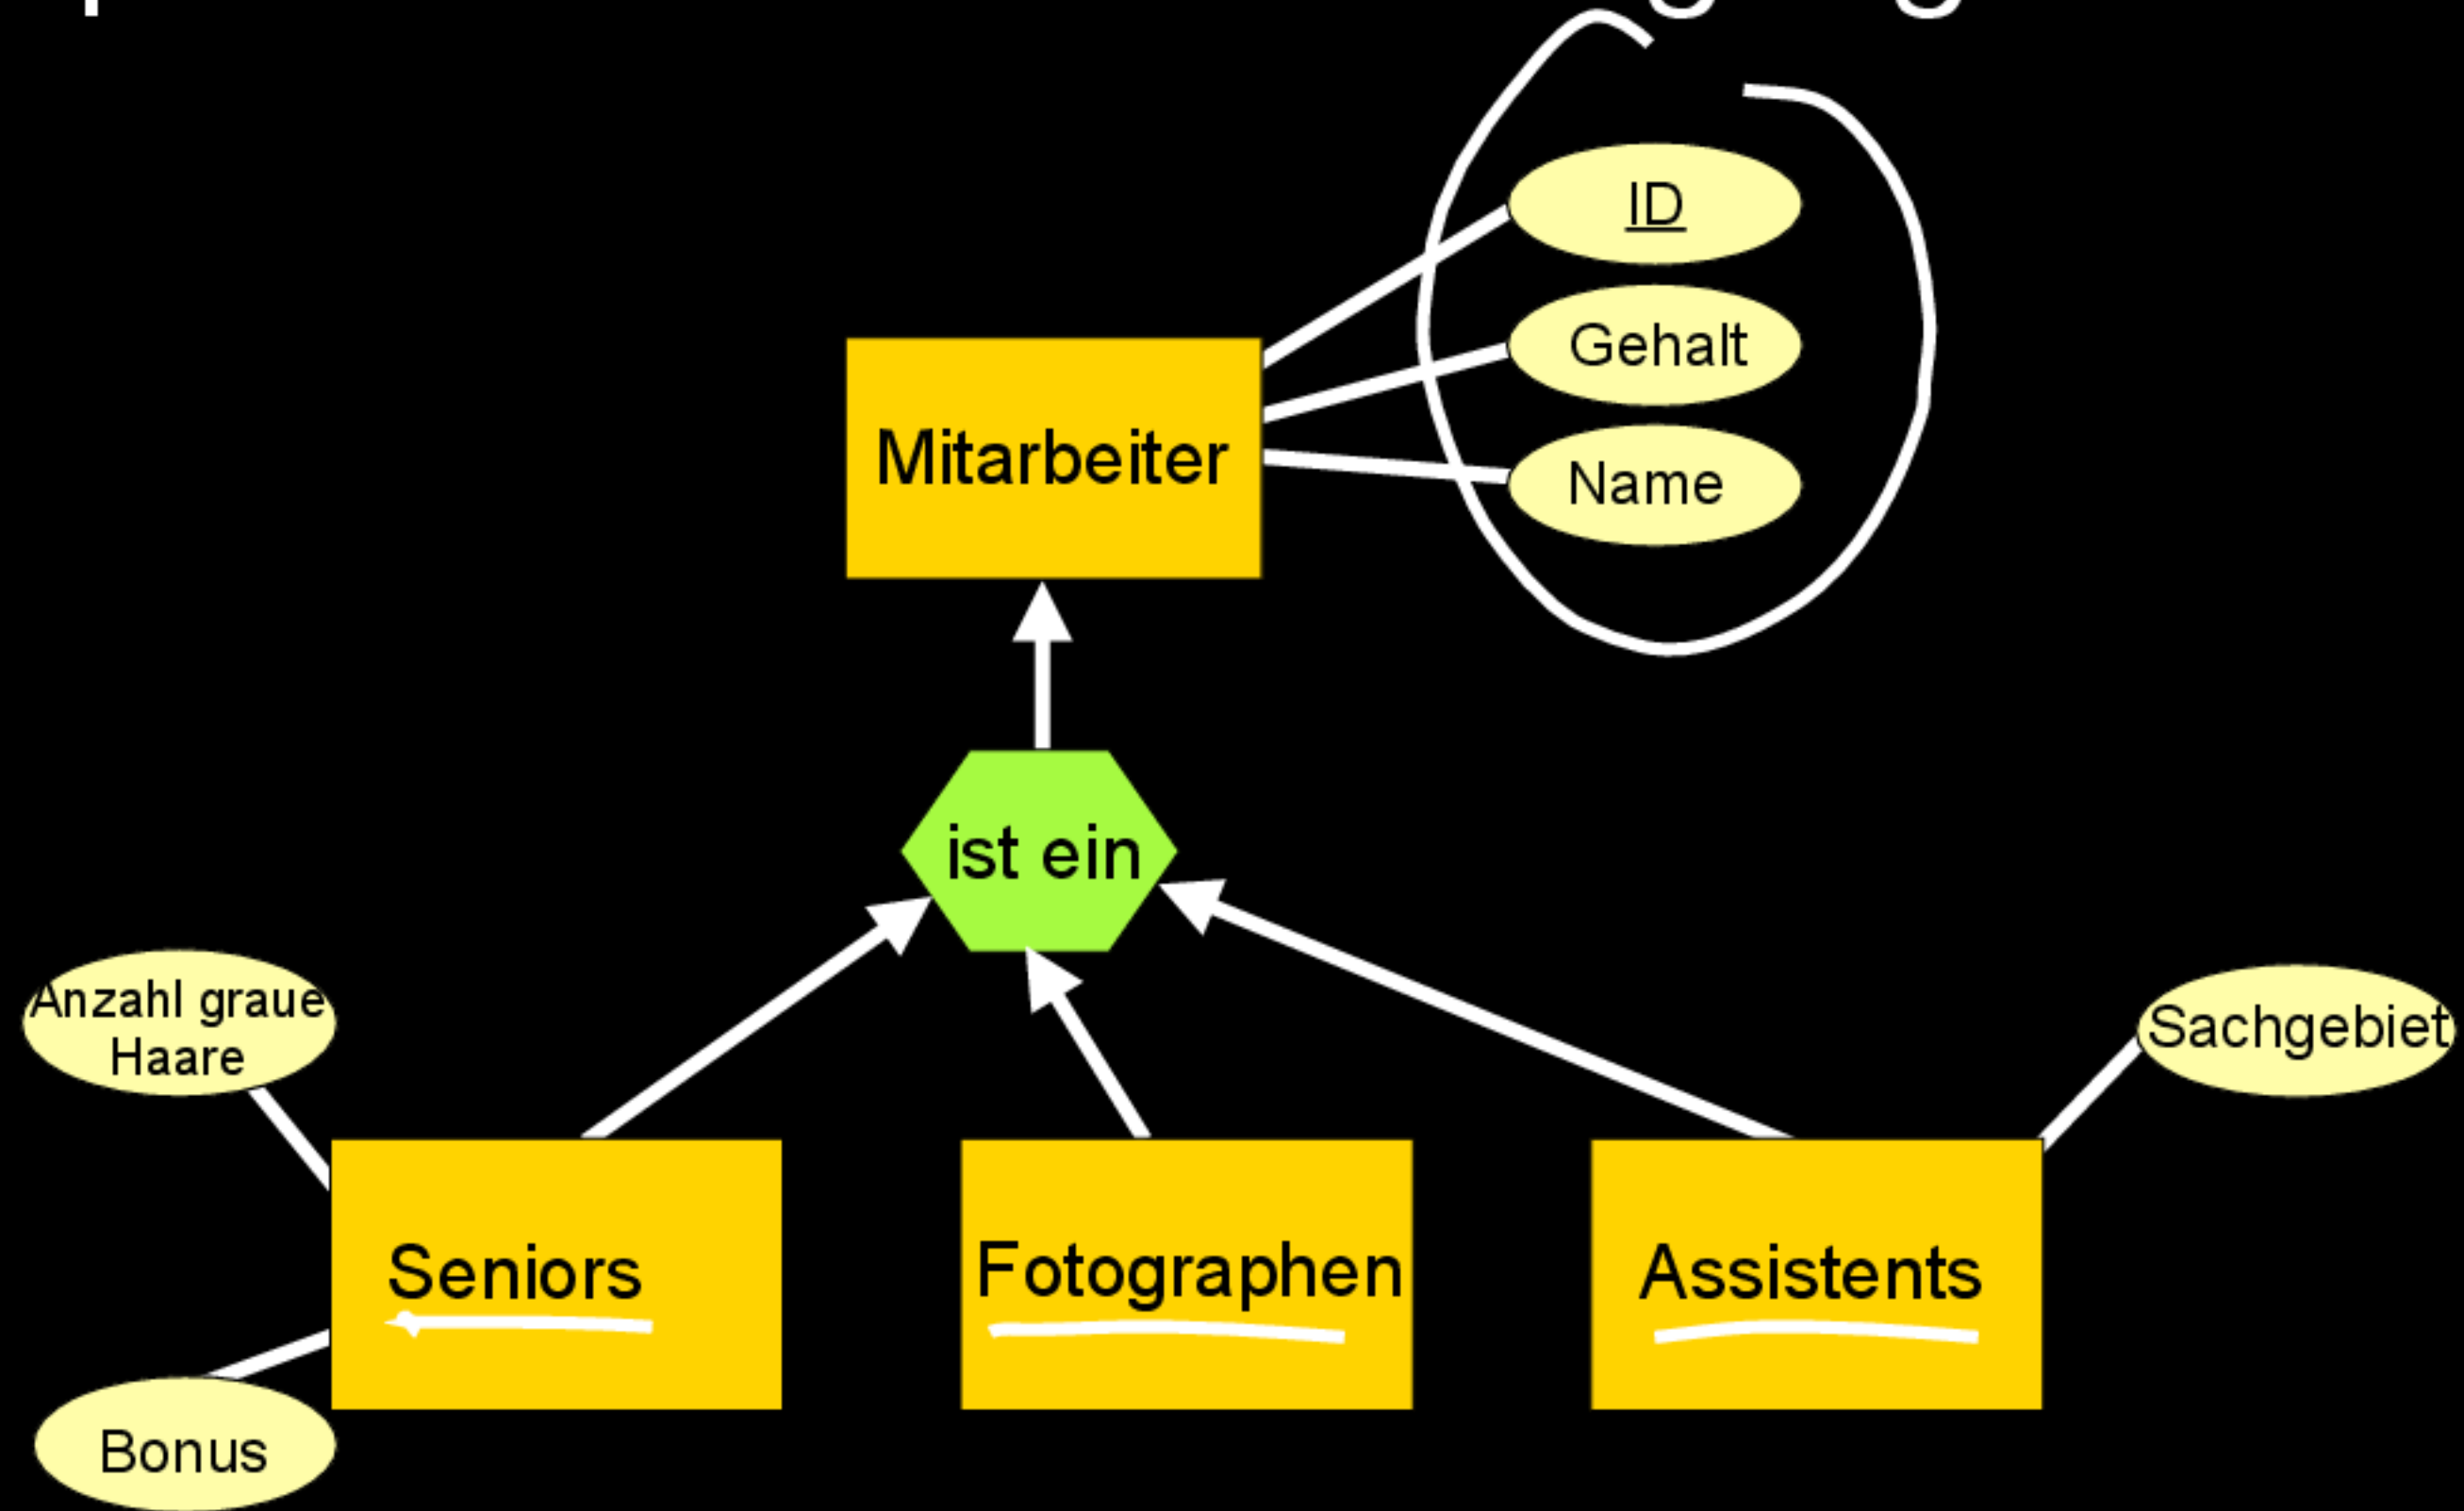 ID
Gehalt
Mitarbeiter
Name
ist ein
Anzahl graue
Haare
Sachgebiet
Seniors
Fotographen
Assistents
Bonus